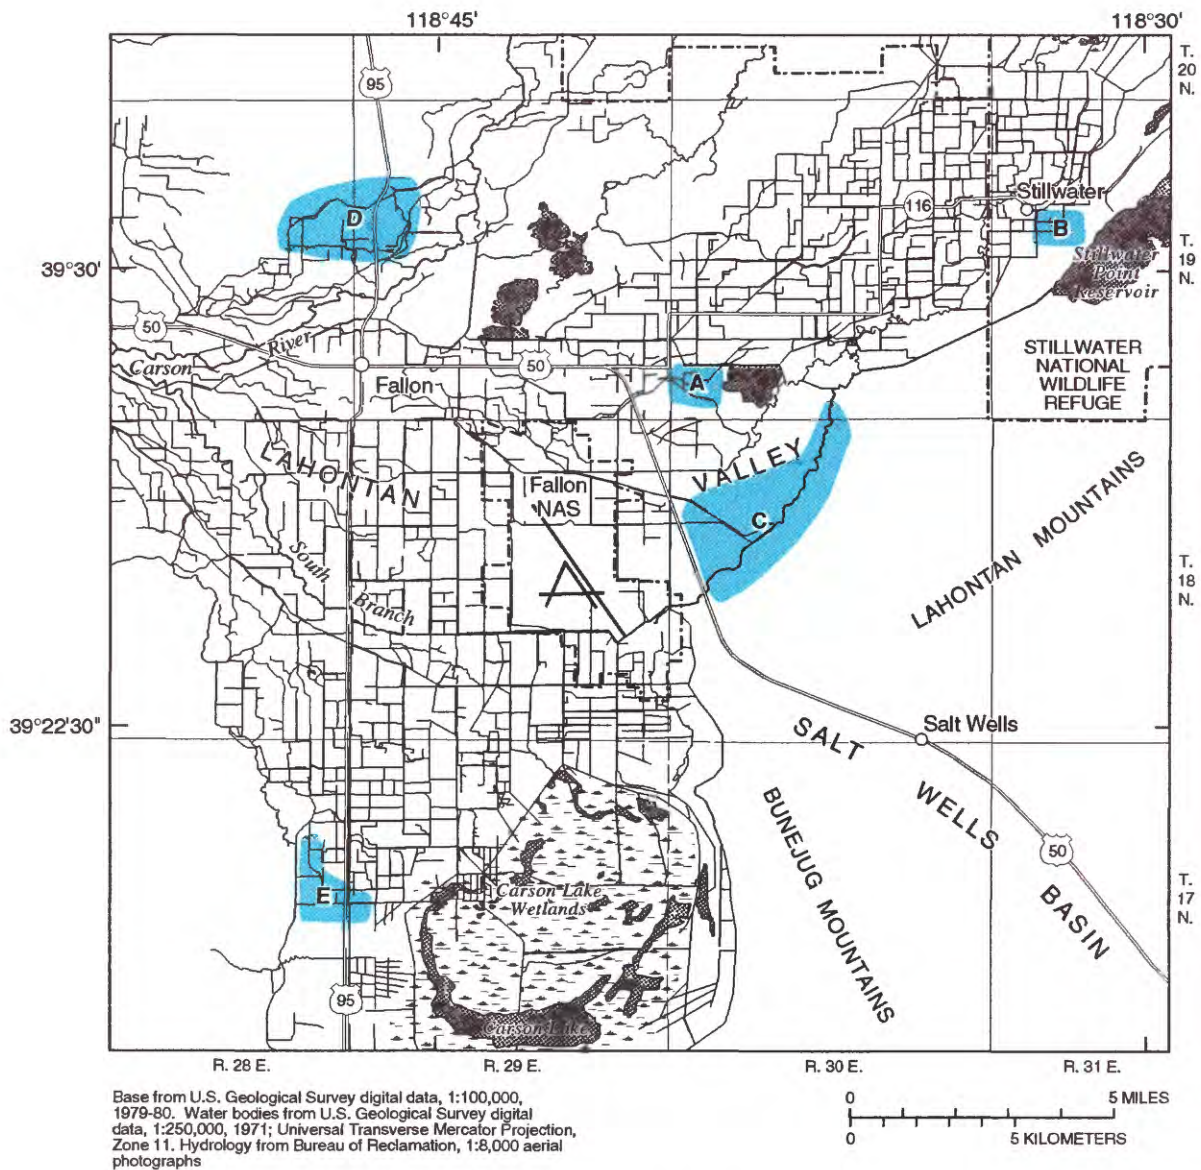 118°45'
118°30'
T.
20
N.
95
D
116
Stillwater
B
T.
19
N.
39°30'
Stillwater
Point
Reservoir
50
River
Carson
Fallon
50
A
STILLWATER
NATIONAL
WILDLIFE
REFUGE
LAHONTAN
VALLEY
Fallon
NAS
C
LAHONTAN MOUNTAINS
South
Branch
T.
18
N.
39°22'30"
Salt Wells
SALT
WELLS
BASIN
BUNEJUG MOUNTAINS
50
E
Carson Lake
Wetlands
T.
17
N.
95
Carson Lake
R. 28 E.
R. 29 E.
R. 30 E.
R. 31 E.
Base from U.S. Geological Survey digital data, 1:100,000,
1979-80. Water bodies from U.S. Geological Survey digital
data, 1:250,000, 1971; Universal Transverse Mercator Projection,
Zone 11. Hydrology from Bureau of Reclamation, 1:8,000 aerial
photographs
0
5 MILES
0
5 KILOMETERS